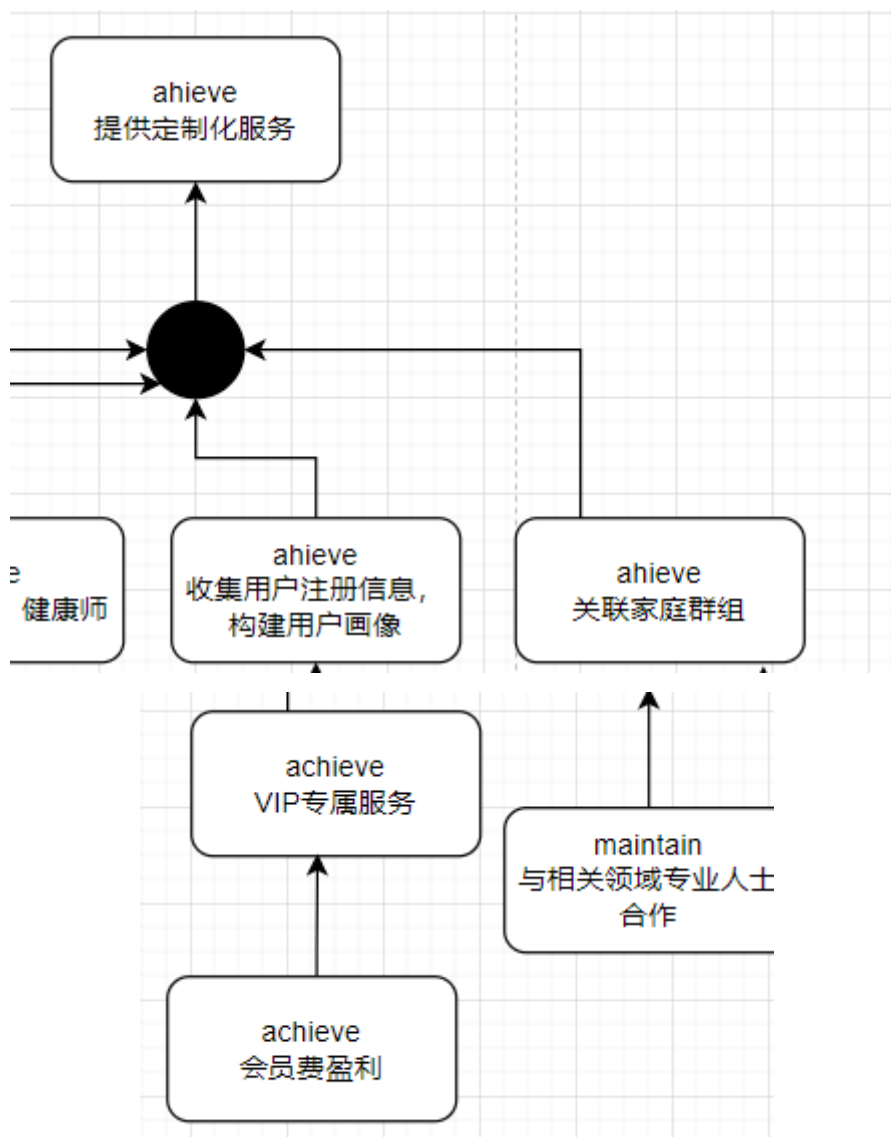 ahieve
提供定制化服务
e
健康师
ahieve
收集用户注册信息，
构建用户画像
ahieve
关联家庭群组
achieve
VIP专属服务
maintain
与相关领域专业人士
合作
achieve
会员费盈利